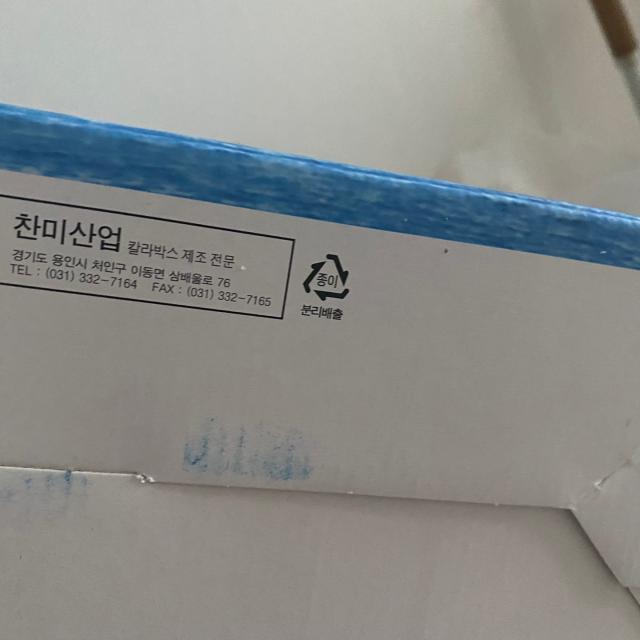 찬미산업 칼라박스 제조 전문
경기도 용인시 처인구 이동면 삼배울로 76
TEL : (031) 332-7164 FAX : (031) 332-7165
종이
분리배출